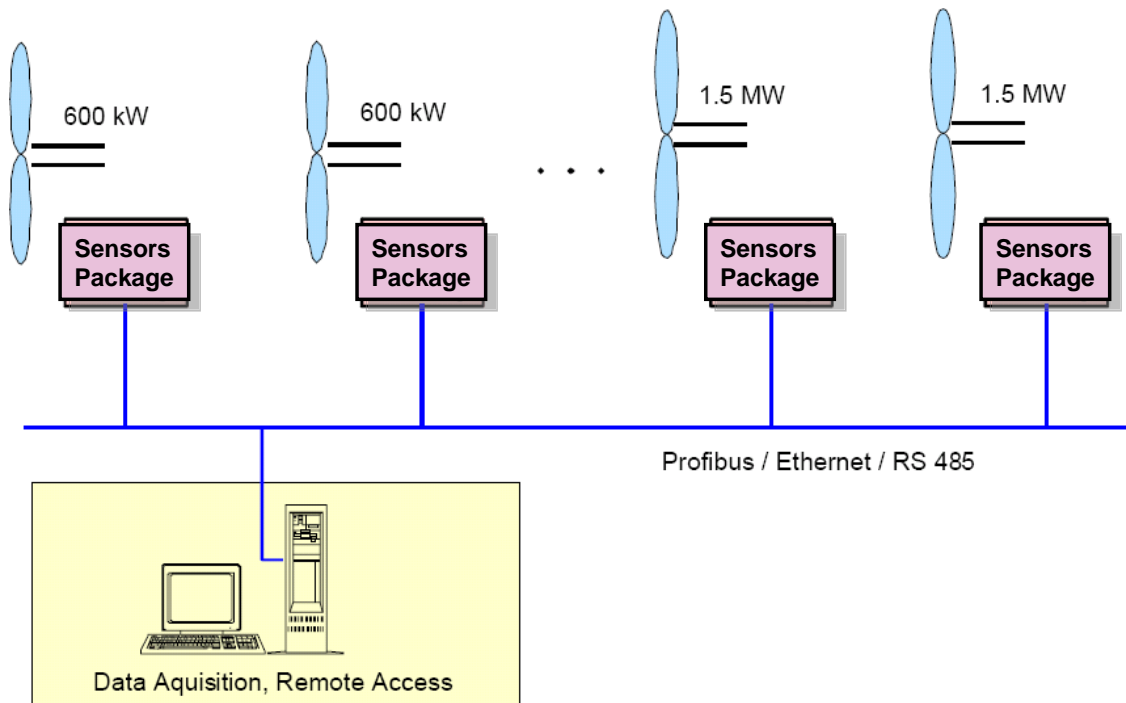 600 kW
600 kW
1.5 MW
1.5 MW
. . .
Sensors
Package
Sensors
Package
Sensors
Package
Sensors
Package
Profibus / Ethernet / RS 485
Data Aquisition, Remote Access